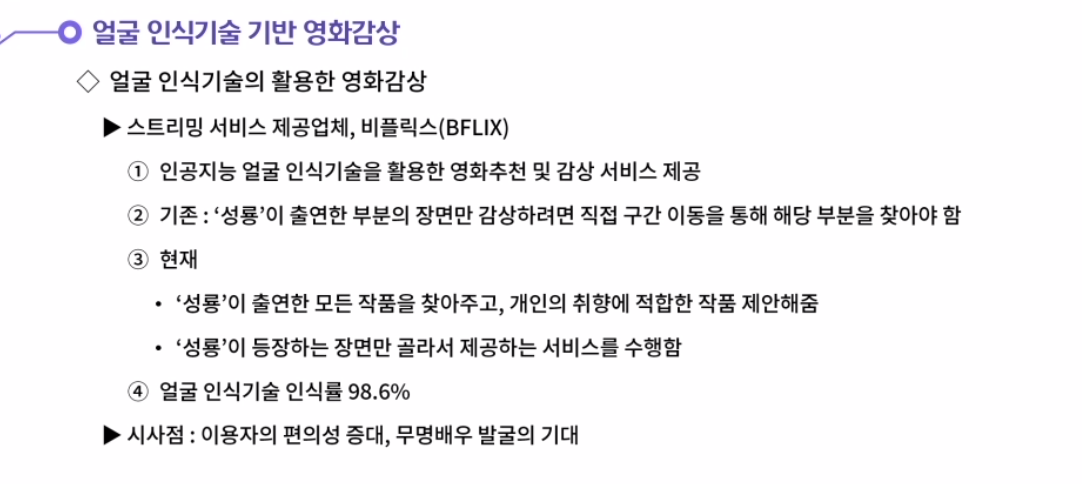 얼굴 인식기술 기반 영화감상
◇ 얼굴 인식기술의 활용한 영화감상
▶ 스트리밍 서비스 제공업체, 비플릭스(BFLIX)
① 인공지능 얼굴 인식기술을 활용한 영화추천 및 감상 서비스 제공
② 기존 : ‘성룡’이 출연한 부분의 장면만 감상하려면 직접 구간 이동을 통해 해당 부분을 찾아야 함
③ 현재
• ‘성룡’이 출연한 모든 작품을 찾아주고, 개인의 취향에 적합한 작품 제안해줌
• ‘성룡’이 등장하는 장면만 골라서 제공하는 서비스를 수행함
④ 얼굴 인식기술 인식률 98.6%
▶ 시사점 : 이용자의 편의성 증대, 무명배우 발굴의 기대